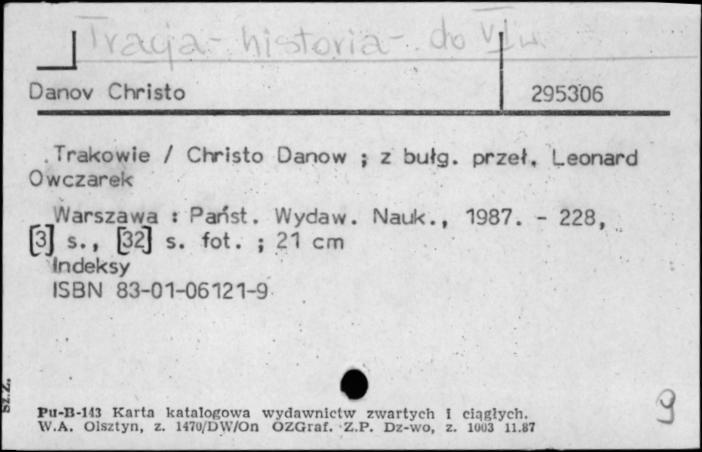 Tracja - historia - do VI w.
Danov Christo 295306
Trakowie / Christo Danow ; z bułg. przeł. Leonard
Owczarek
Warszawa : Państ. Wydaw. Nauk., 1987. - 228,
[3] s., [32] s. fot. ; 21 cm
Indeksy
ISBN 83-01-06121-9
Sz.Z.
9
Pu-B-143 Karta katalogowa wydawnictw zwartych i ciągłych.
W.A. Olsztyn, z. 1470/DW/On OZGraf. Z.P. Dz-wo, z. 1003 11.87